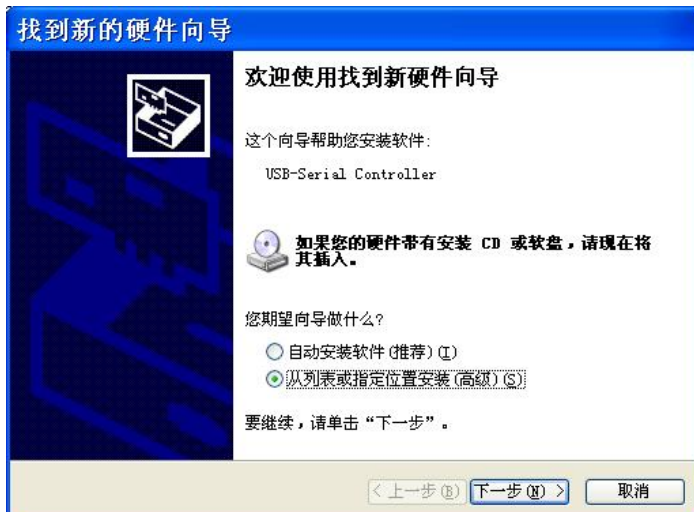 找到新的硬件向导
欢迎使用找到新硬件向导
这个向导帮助您安装软件:
USB-Serial Controller
如果您的硬件带有安装 CD 或软盘，请现在将
其插入。
您期望向导做什么?
自动安装软件(推荐)(I)
从列表或指定位置安装(高级)(S)
要继续，请单击“下一步”。
< 上一步(B) 下一步(N) > 取消